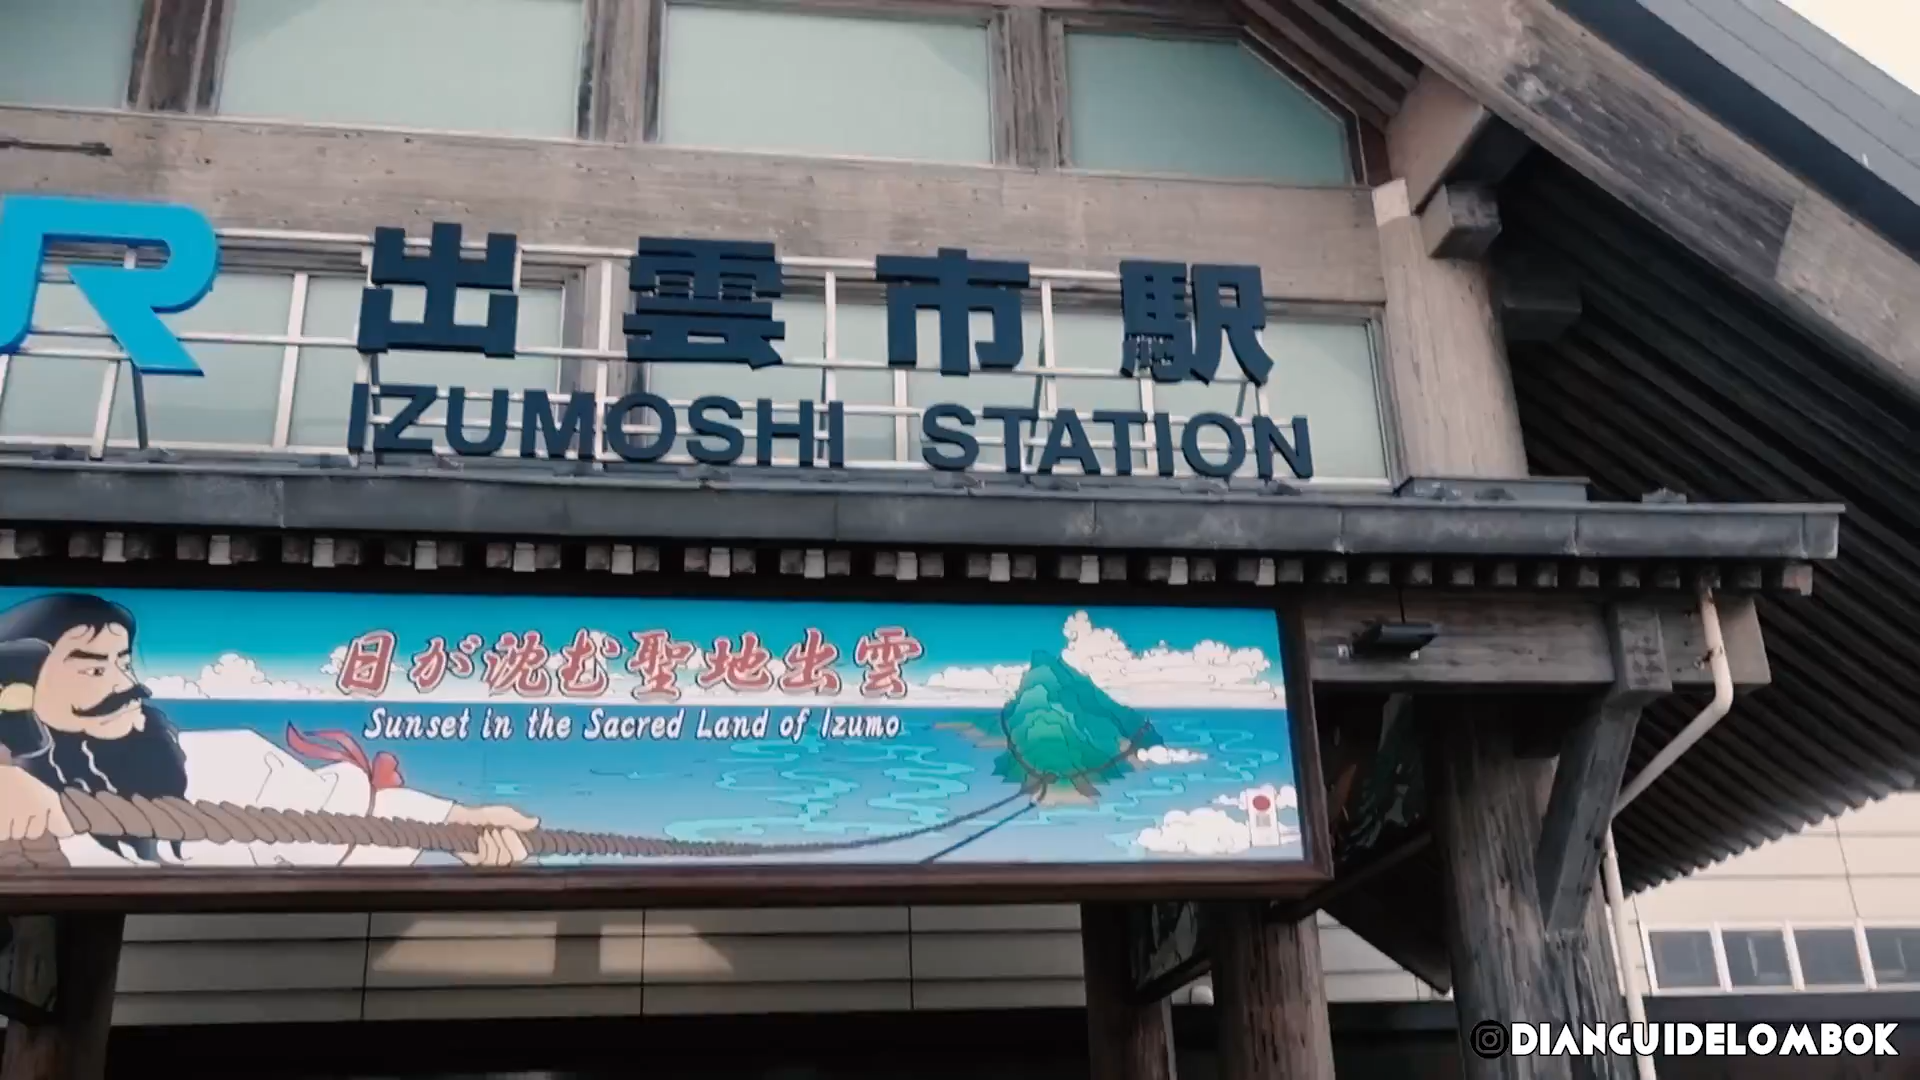 JR 出雲市駅
IZUMOSHI STATION
日が沈む聖地出雲
Sunset in the Sacred Land of Izumo
DIANGUIDELOMBOK